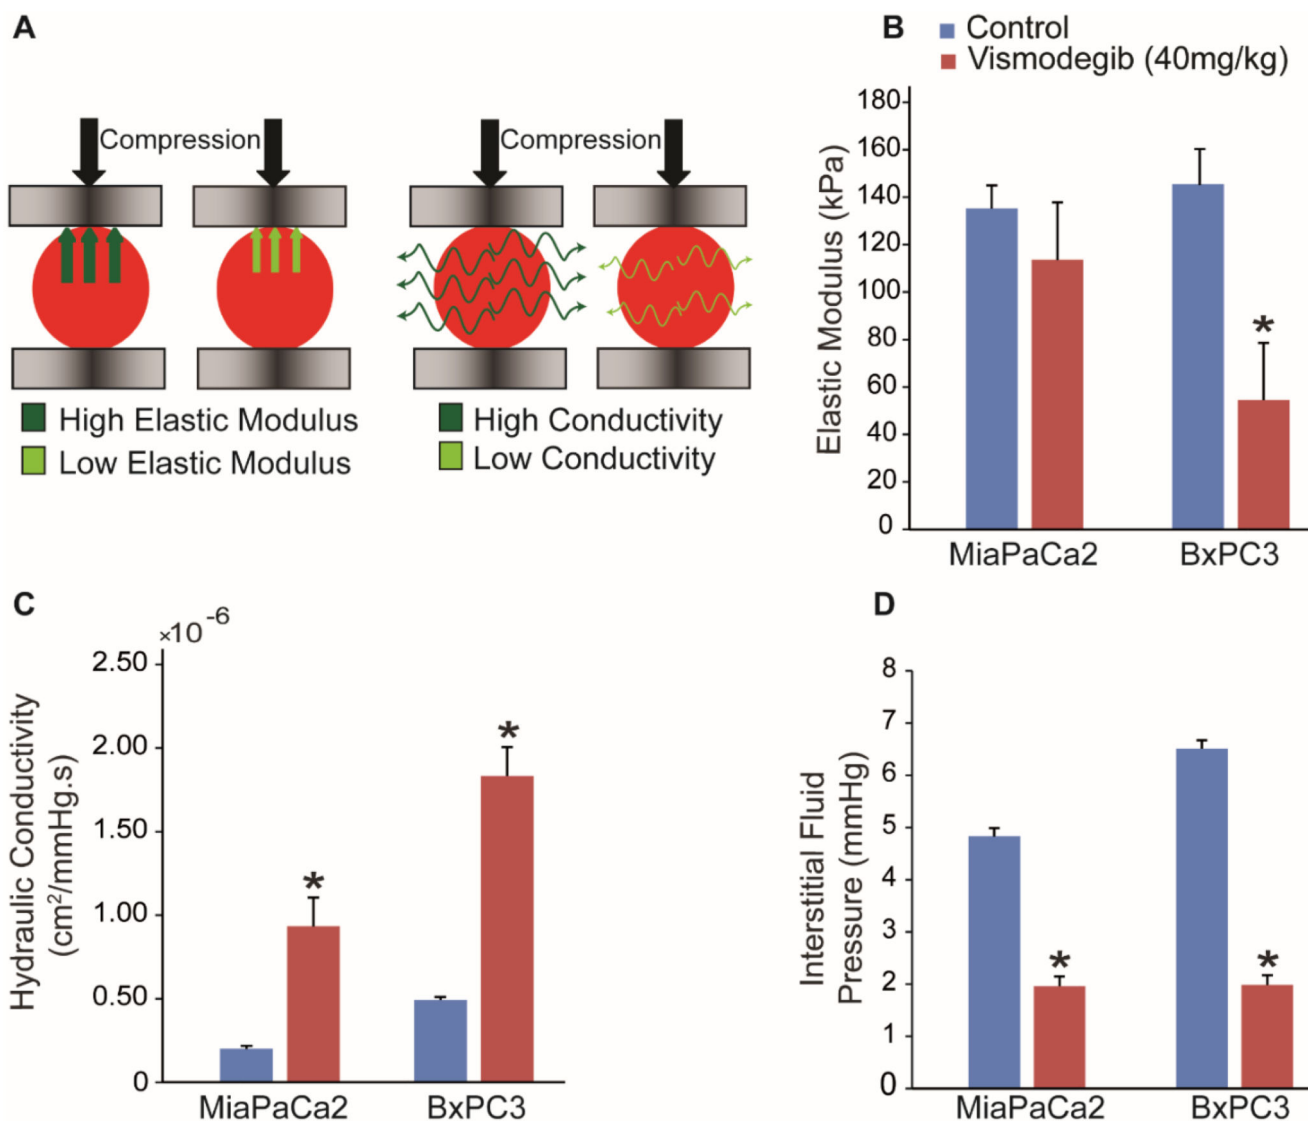 A
Compression
Compression
High Elastic Modulus
Low Elastic Modulus
High Conductivity
Low Conductivity
B
Control
Vismodegib (40mg/kg)
Elastic Modulus (kPa)
180
160
140
120
100
80
60
40
20
0
*
MiaPaCa2
BxPC3
C
×10⁻⁶
Hydraulic Conductivity
(cm²/mmHg.s)
2.50
2.00
1.50
1.00
0.50
0
*
*
MiaPaCa2
BxPC3
D
Interstitial Fluid
Pressure (mmHg)
8
7
6
5
4
3
2
1
0
*
*
MiaPaCa2
BxPC3